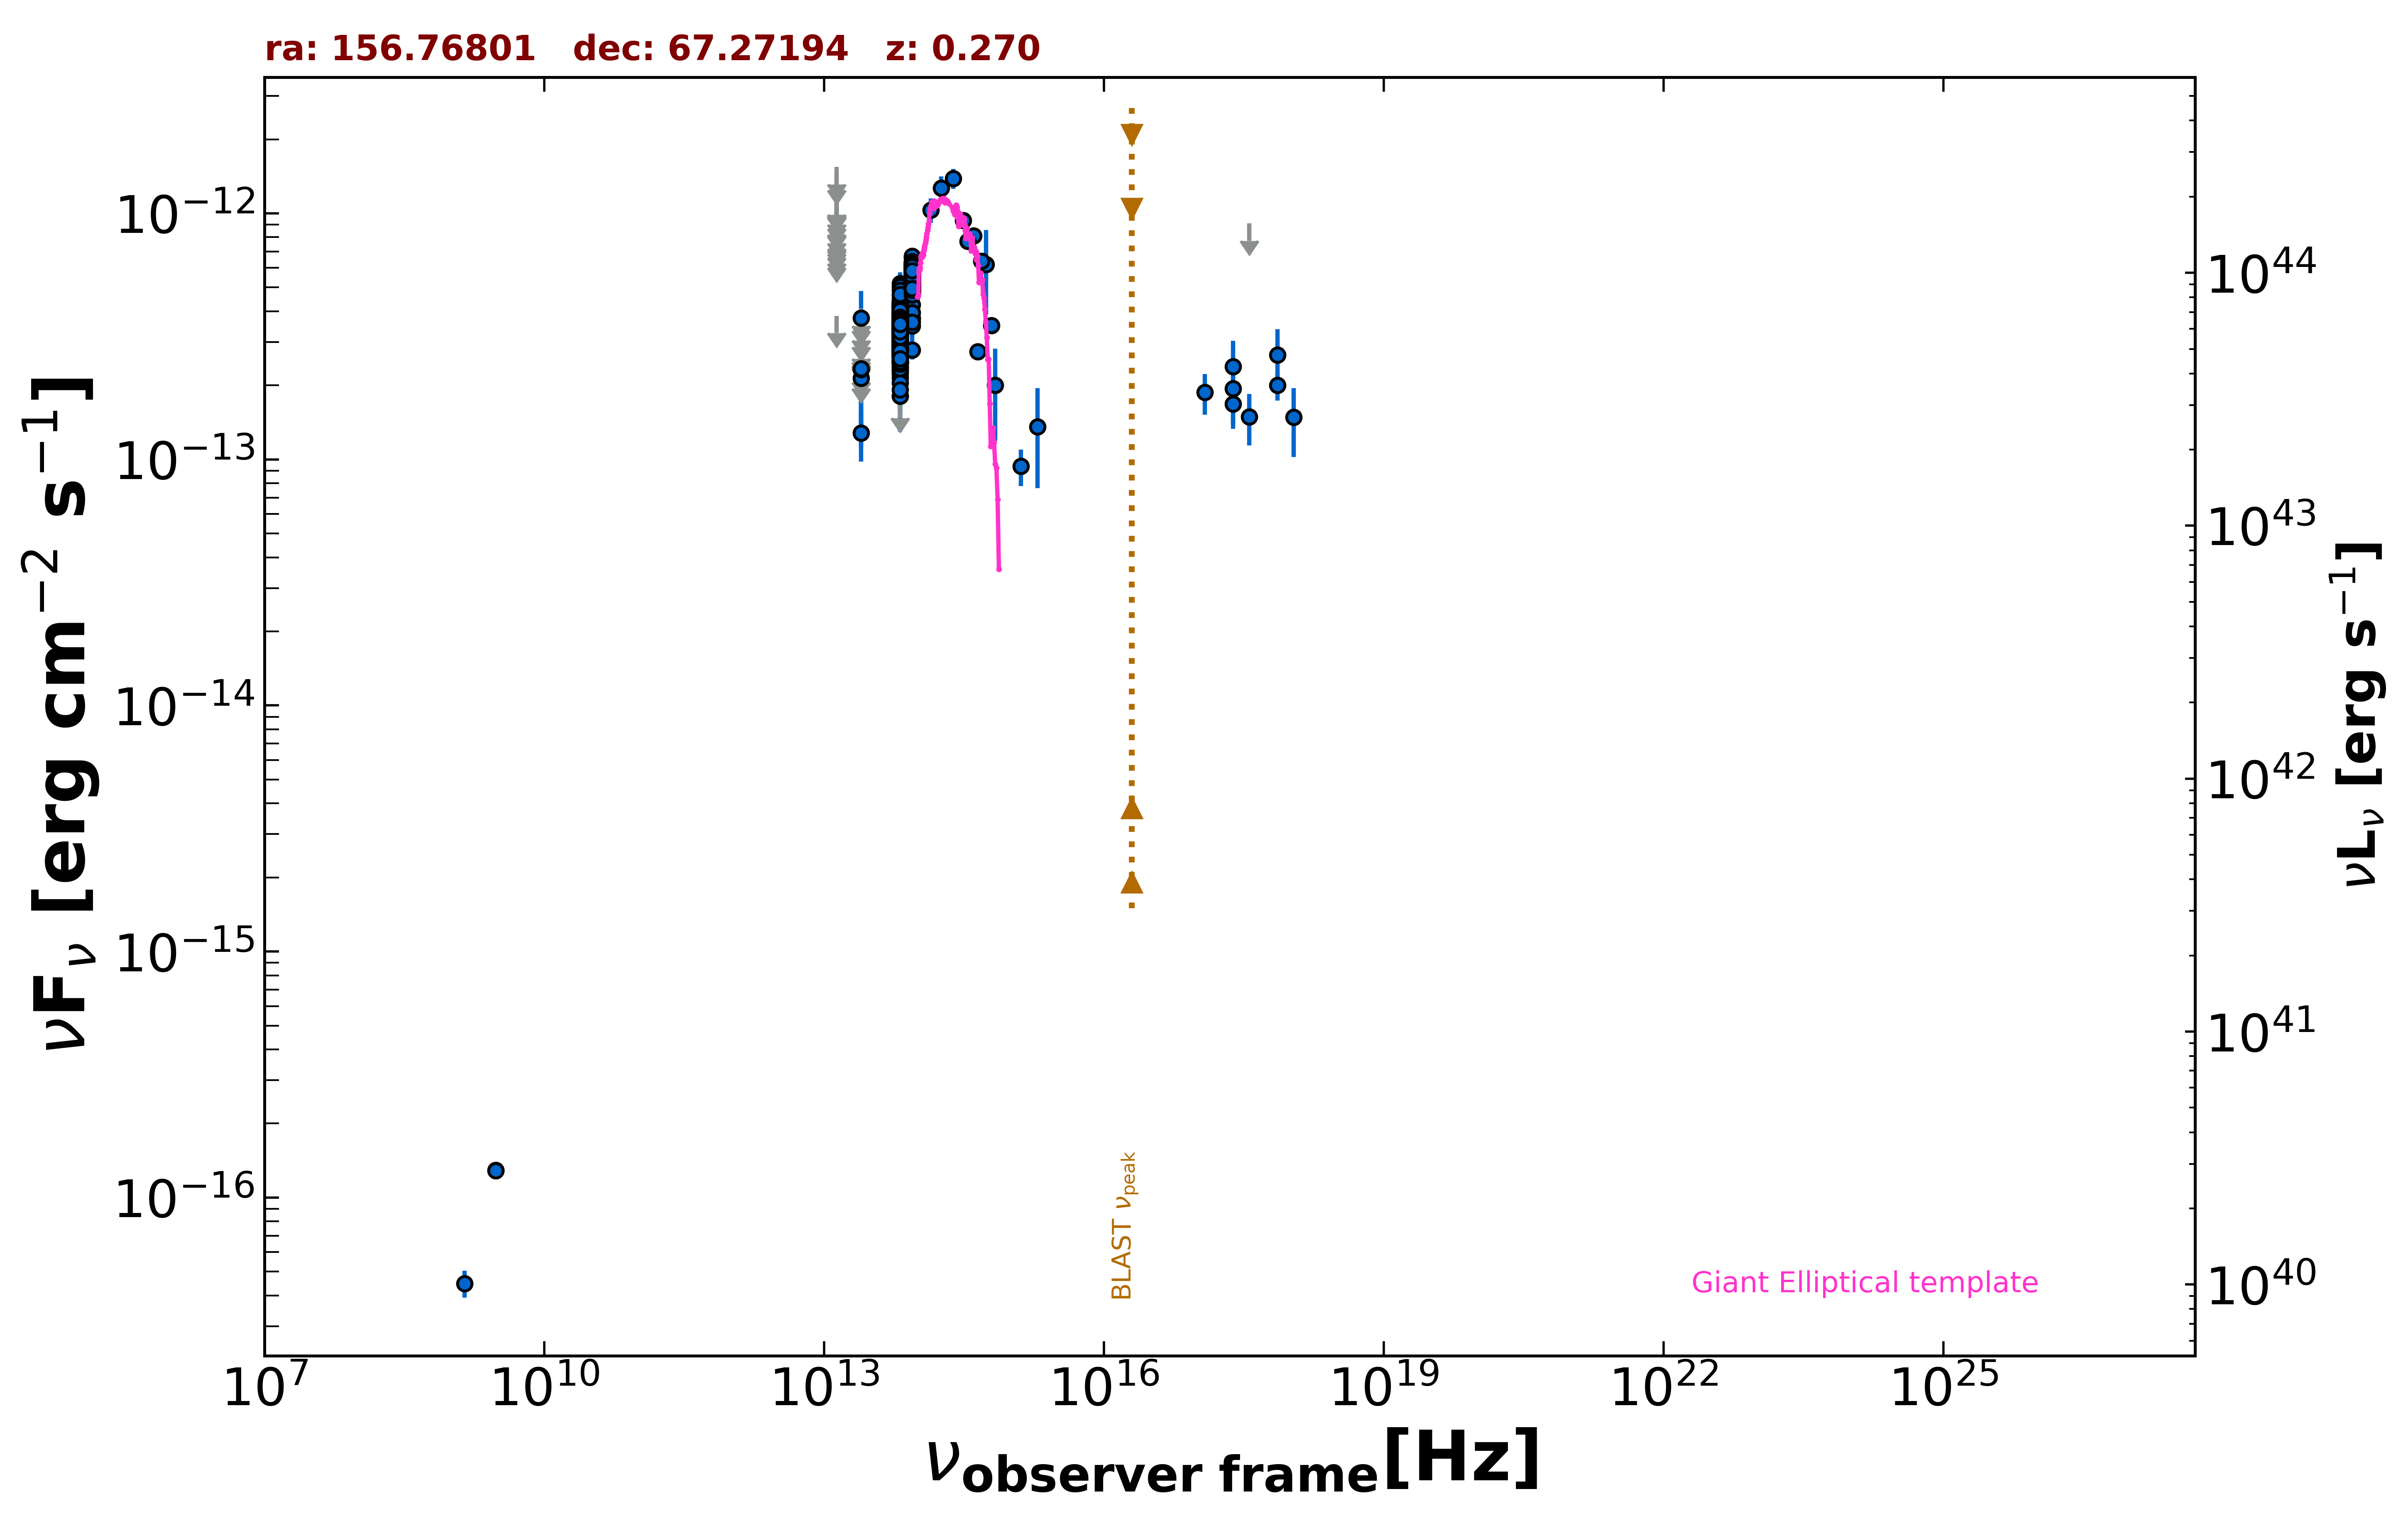 ra: 156.76801   dec: 67.27194   z: 0.270
νF_ν [erg cm⁻² s⁻¹]
10⁻¹²
10⁻¹³
10⁻¹⁴
10⁻¹⁵
10⁻¹⁶
10⁴⁴
10⁴³
10⁴²
10⁴¹
10⁴⁰
νL_ν [erg s⁻¹]
BLAST ν_peak
Giant Elliptical template
10⁷ 10¹⁰ 10¹³ 10¹⁶ 10¹⁹ 10²² 10²⁵
ν_observer frame[Hz]